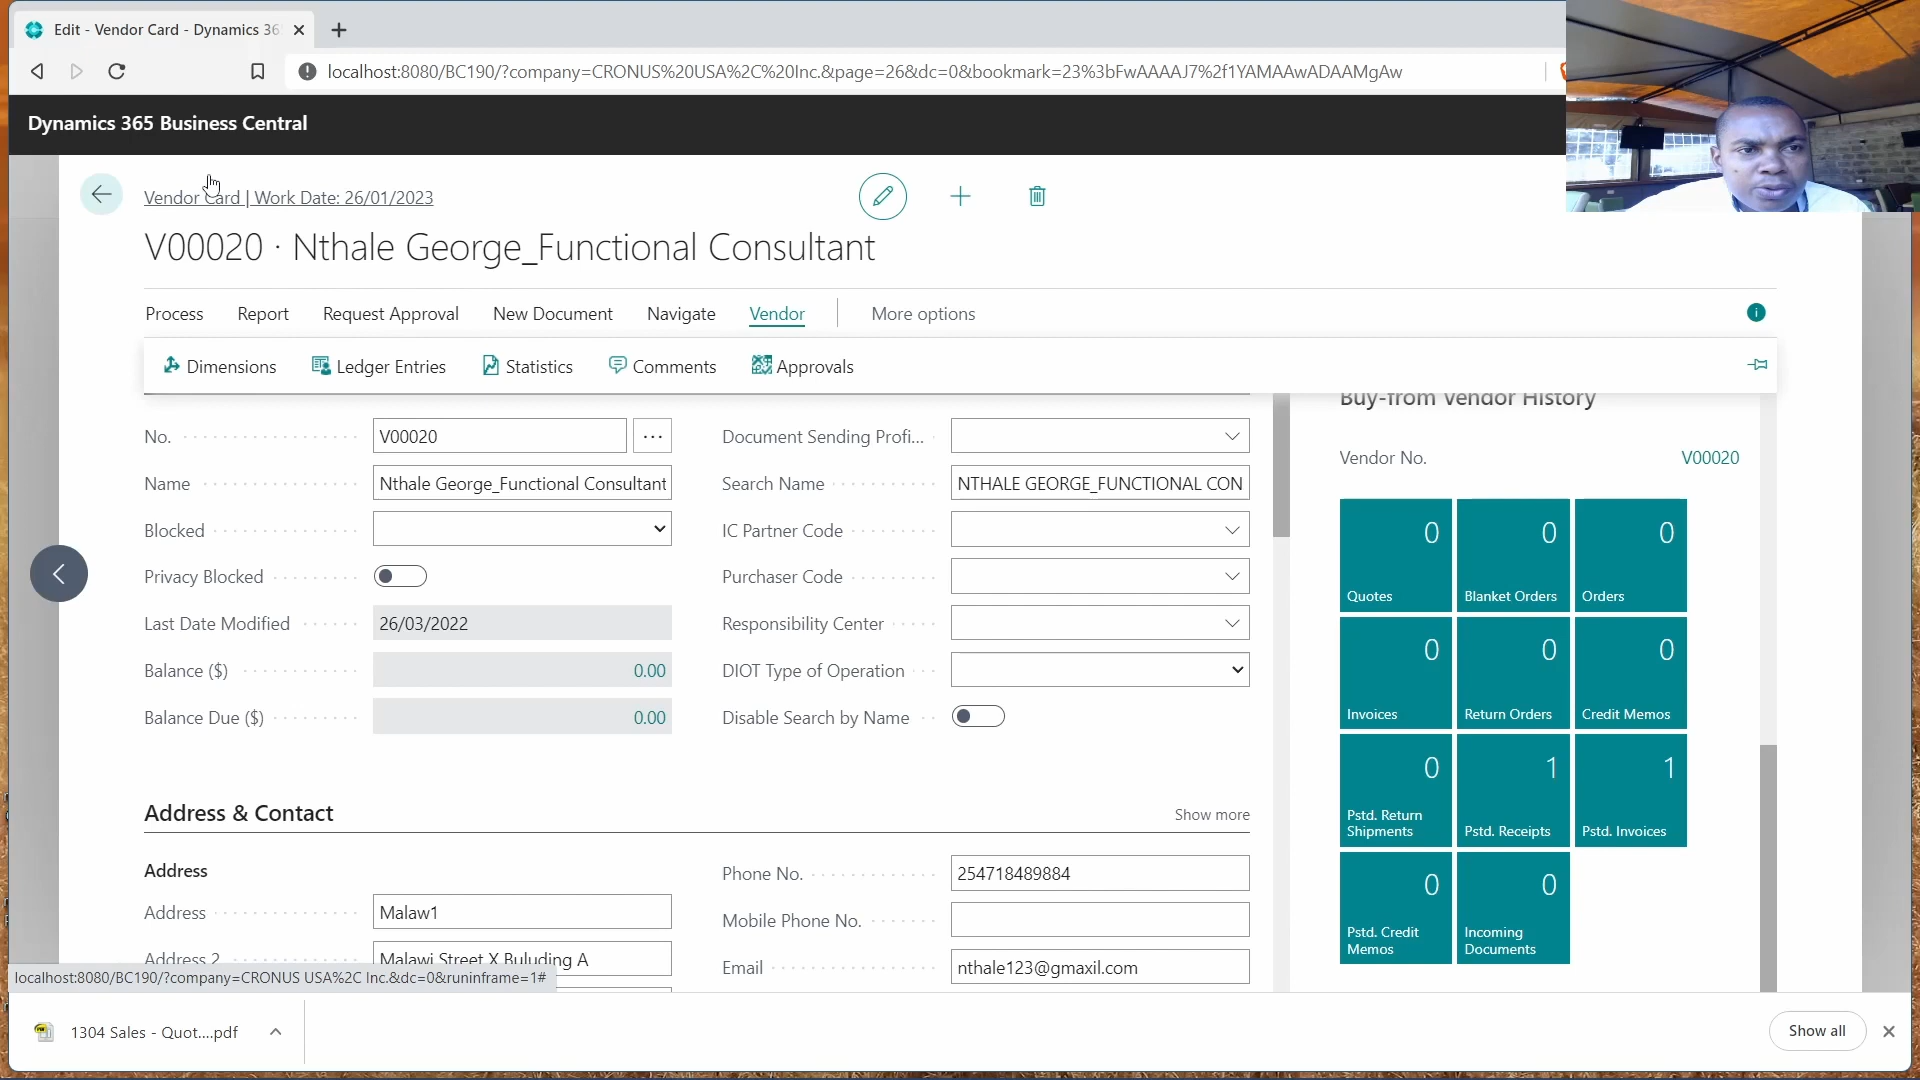 Edit - Vendor Card - Dynamics 36
localhost:8080/BC190/?company=CRONUS%20USA%2C%20Inc.&page=26&dc=0&bookmark=23%3bFwAAAAJ7%2f1YAMAAwADAAMgAw
Dynamics 365 Business Central
Vendor Card | Work Date: 26/01/2023
V00020 · Nthale George_Functional Consultant
Process Report Request Approval New Document Navigate Vendor More options
Dimensions Ledger Entries Statistics Comments Approvals
Buy-from Vendor History
No. V00020 ... Document Sending Profi...
Vendor No. V00020
Name Nthale George_Functional Consultant Search Name NTHALE GEORGE_FUNCTIONAL CON
Blocked IC Partner Code
0 0 0
Privacy Blocked Purchaser Code
Quotes Blanket Orders Orders
Last Date Modified 26/03/2022 Responsibility Center
0 0 0
Balance ($) 0.00 DIOT Type of Operation
Invoices Return Orders Credit Memos
Balance Due ($) 0.00 Disable Search by Name
0 1 1
Pstd. Return Shipments Pstd. Receipts Pstd. Invoices
Address & Contact Show more
Address
Phone No. 254718489884
0 0
Address Malaw1
Mobile Phone No.
Pstd. Credit Memos Incoming Documents
Address 2 Malawi Street X Buluding A
Email nthale123@gmaxil.com
localhost:8080/BC190/?company=CRONUS USA%2C Inc.&dc=0&runinframe=1#
1304 Sales - Quot....pdf Show all